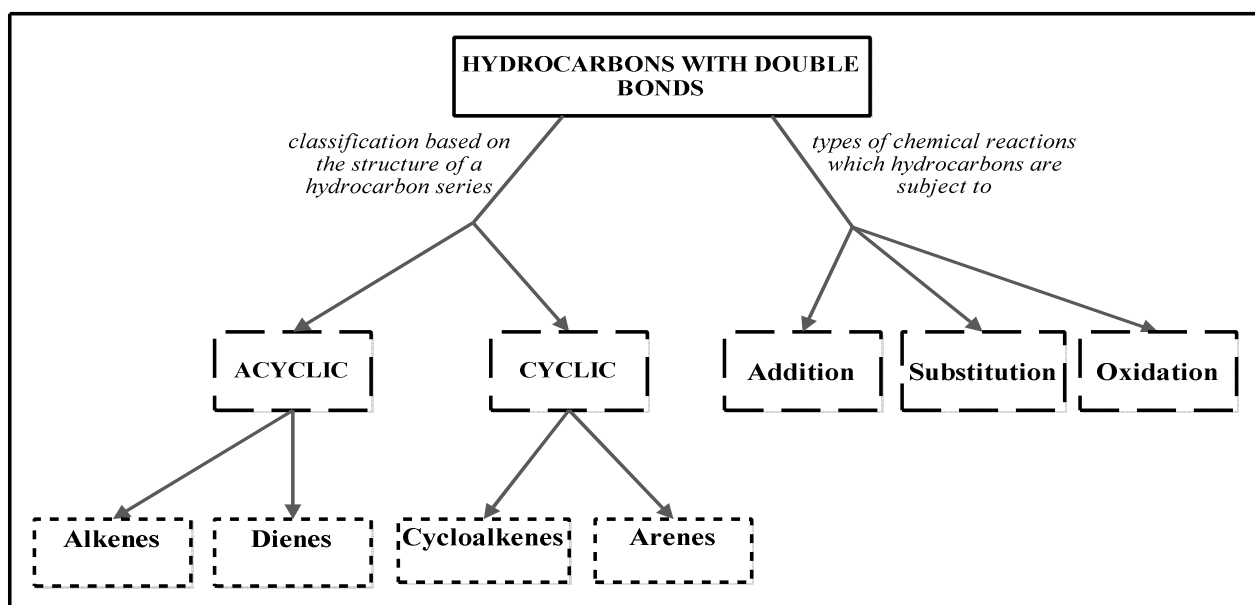 HYDROCARBONS WITH DOUBLE
BONDS
classification based on
the structure of a
hydrocarbon series
types of chemical reactions
which hydrocarbons are
subject to
ACYCLIC
CYCLIC
Addition
Substitution
Oxidation
Alkenes
Dienes
Cycloalkenes
Arenes